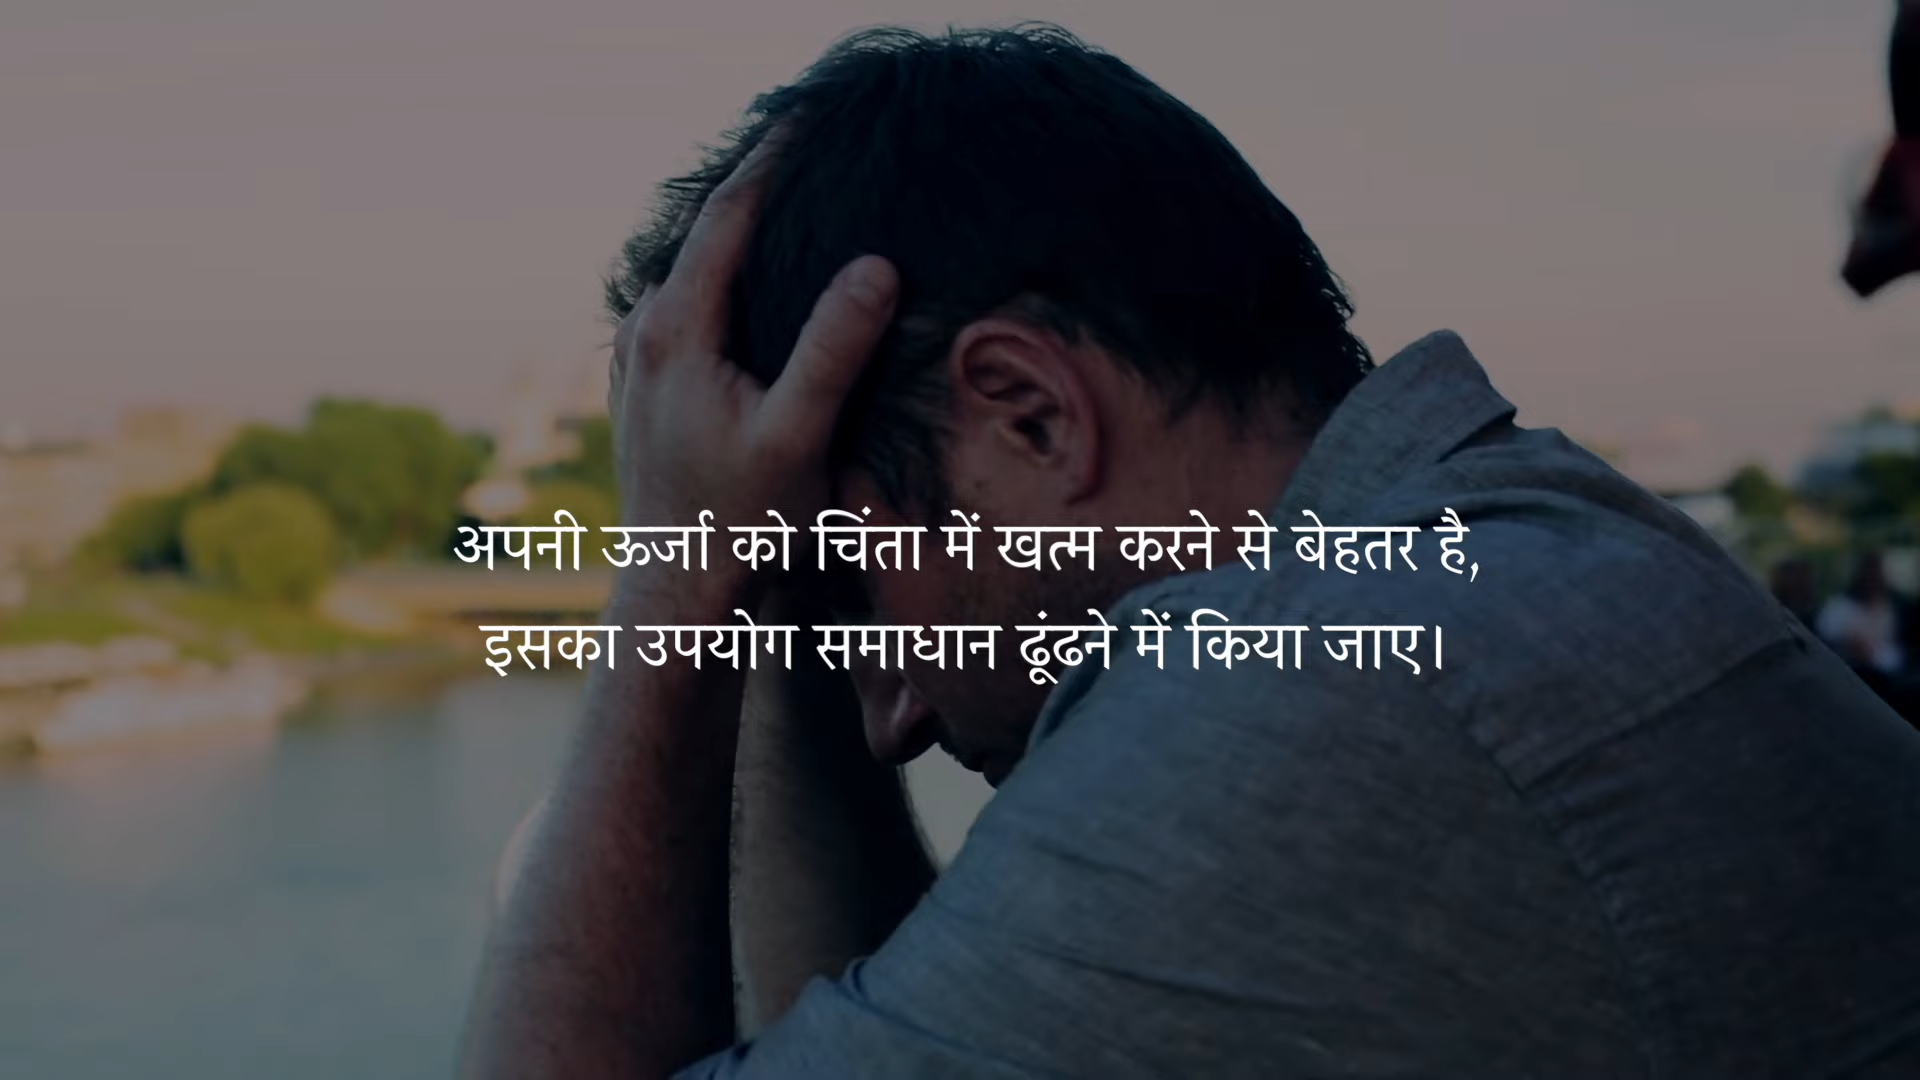 अपनी ऊर्जा को चिंता में खत्म करने से बेहतर है,
इसका उपयोग समाधान ढूंढने में किया जाए।